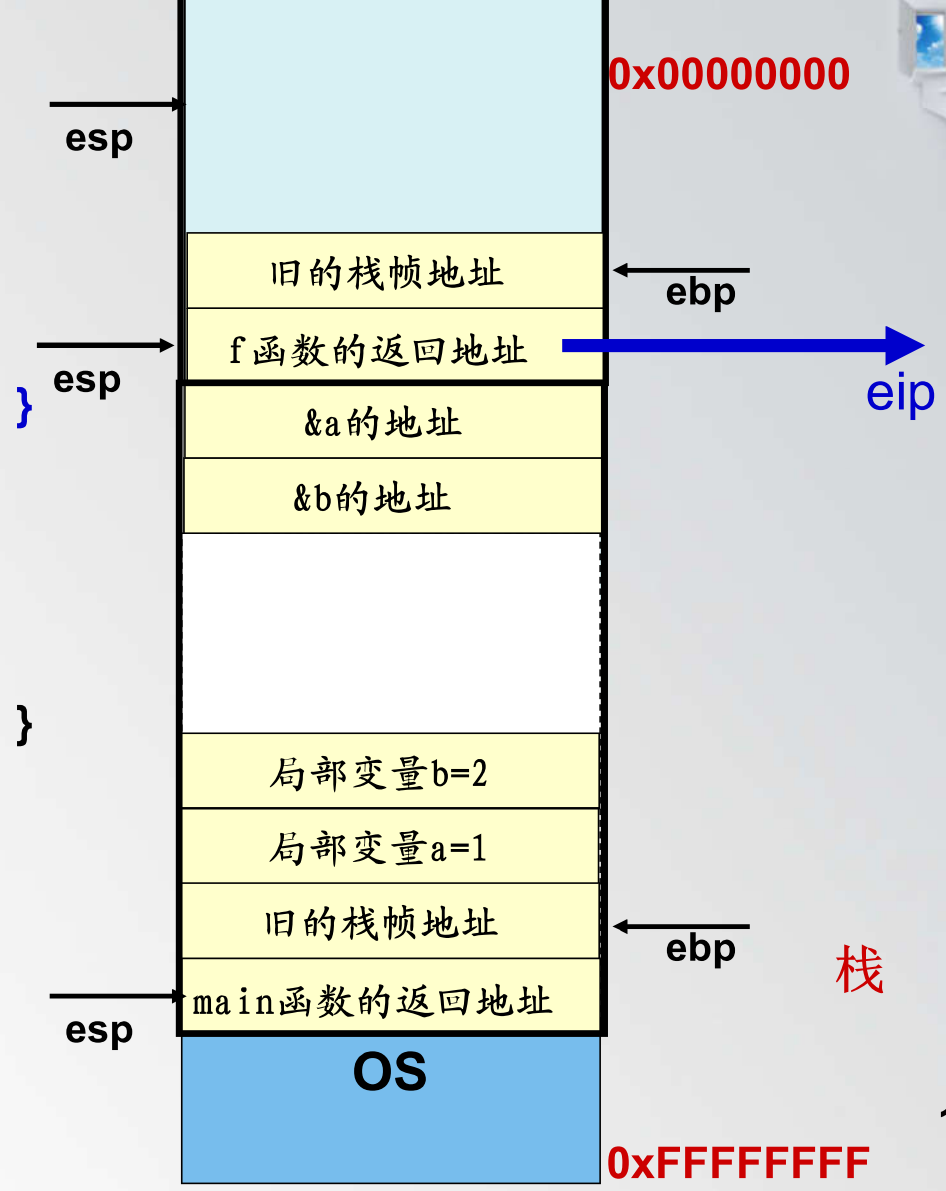 0x00000000
esp
旧的栈帧地址
ebp
f函数的返回地址
esp
eip
}
&a的地址
&b的地址
}
局部变量b=2
局部变量a=1
旧的栈帧地址
ebp
栈
main函数的返回地址
esp
OS
0xFFFFFFFF